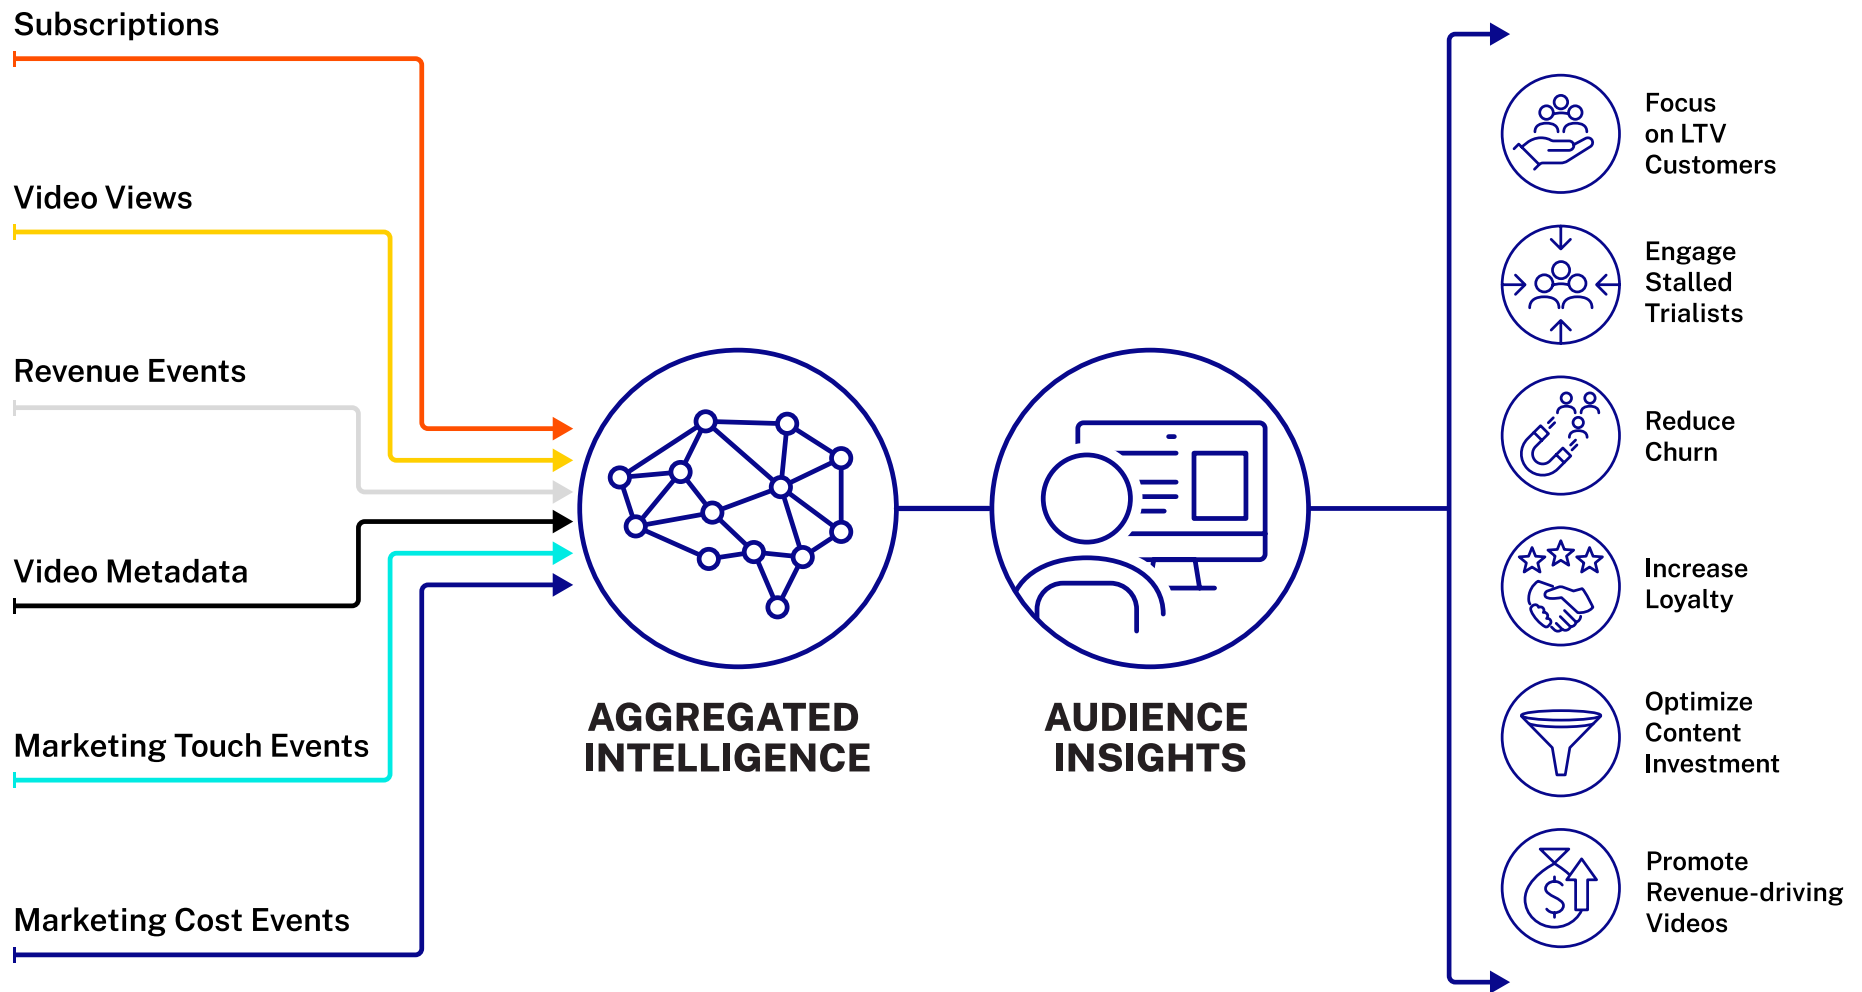 Subscriptions
Video Views
Revenue Events
Video Metadata
Marketing Touch Events
Marketing Cost Events
AGGREGATED
INTELLIGENCE
AUDIENCE
INSIGHTS
Focus
on LTV
Customers
Engage
Stalled
Trialists
Reduce
Churn
Increase
Loyalty
Optimize
Content
Investment
$
Promote
Revenue-driving
Videos